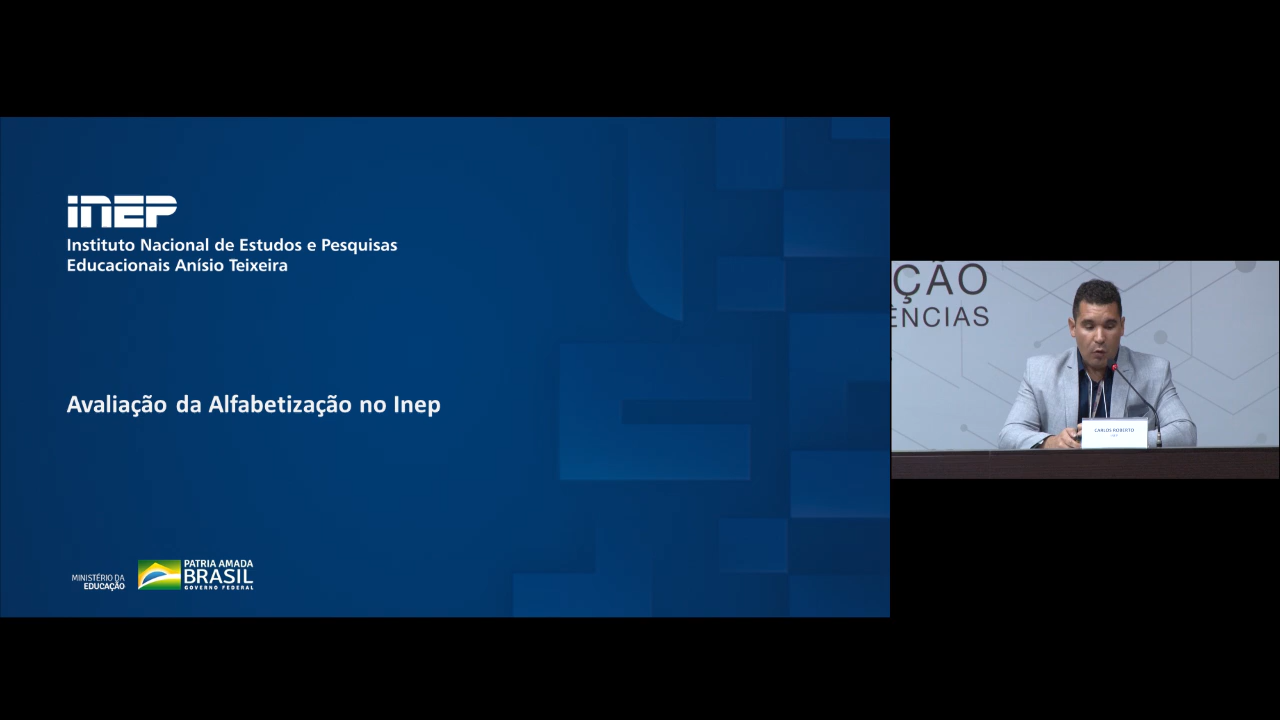 INEP
Instituto Nacional de Estudos e Pesquisas
Educacionais Anísio Teixeira
Avaliação da Alfabetização no Inep
MINISTÉRIO DA
EDUCAÇÃO
PATRIA AMADA
BRASIL
GOVERNO FEDERAL
ÇÃO
ÊNCIAS
CARLOS ROBERTO